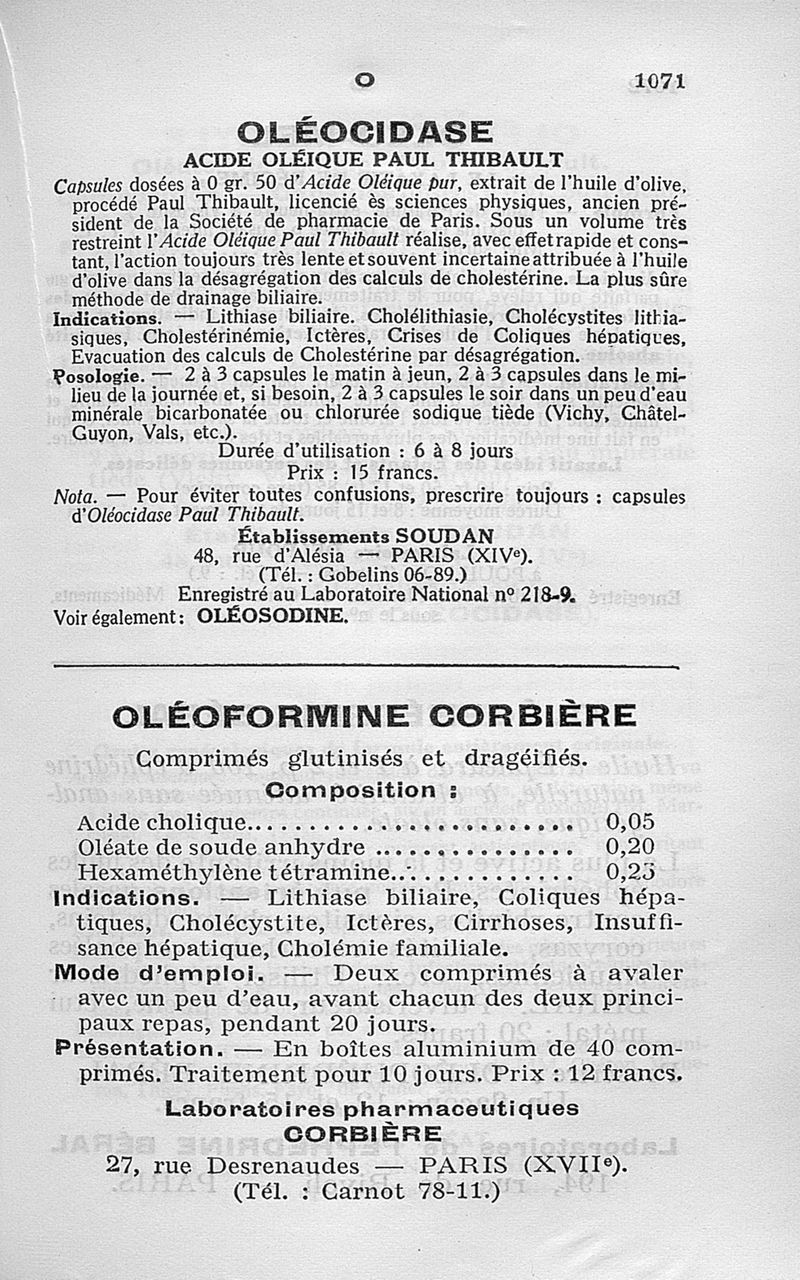 O 1071
OLÉOCIDASE
ACIDE OLÉIQUE PAUL THIBAULT
Capsules dosées à 0 gr. 50 d'Acide Oléique pur, extrait de l'huile d'olive,
procédé Paul Thibault, licencié ès sciences physiques, ancien pré-
sident de la Société de pharmacie de Paris. Sous un volume très
restreint l'Acide Oléique Paul Thibault réalise, avec effet rapide et cons-
tant, l'action toujours très lente et souvent incertaine attribuée à l'huile
d'olive dans la désagrégation des calculs de cholestérine. La plus sûre
méthode de drainage biliaire.
Indications. — Lithiase biliaire. Cholélithiasie, Cholécystites lithia-
siques, Cholestérinémie, Ictères, Crises de Coliques hépatiques,
Evacuation des calculs de Cholestérine par désagrégation.
Posologie. — 2 à 3 capsules le matin à jeun, 2 à 3 capsules dans le mi-
lieu de la journée et, si besoin, 2 à 3 capsules le soir dans un peu d'eau
minérale bicarbonatée ou chlorurée sodique tiède (Vichy, Châtel-
Guyon, Vals, etc.).
Durée d'utilisation : 6 à 8 jours
Prix : 15 francs.
Nota. — Pour éviter toutes confusions, prescrire toujours : capsules
d'Oléocidase Paul Thibault.
Établissements SOUDAN
48, rue d'Alésia — PARIS (XIVe).
(Tél. : Gobelins 06-89.)
Enregistré au Laboratoire National nº 218-9.
Voir également : OLÉOSODINE.
OLÉOFORMINE CORBIÈRE
Comprimés glutinisés et dragéifiés.
Composition :
Acide cholique........................ 0,05
Oléate de soude anhydre ................ 0,20
Hexaméthylène tétramine............... 0,25
Indications. — Lithiase biliaire, Coliques hépa-
tiques, Cholécystite, Ictères, Cirrhoses, Insuffi-
sance hépatique, Cholémie familiale.
Mode d'emploi. — Deux comprimés à avaler
avec un peu d'eau, avant chacun des deux princi-
paux repas, pendant 20 jours.
Présentation. — En boîtes aluminium de 40 com-
primés. Traitement pour 10 jours. Prix : 12 francs.
Laboratoires pharmaceutiques
CORBIÈRE
27, rue Desrenaudes — PARIS (XVIIe).
(Tél. : Carnot 78-11.)